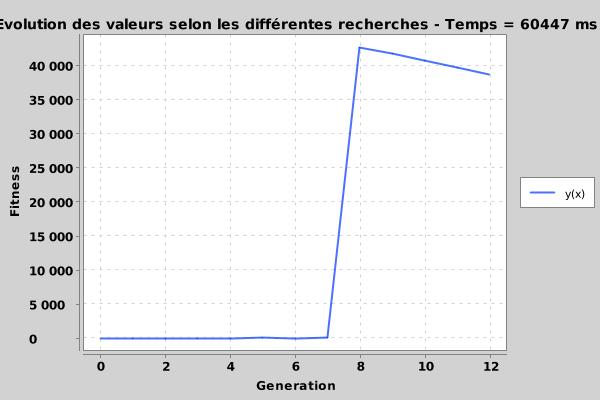 Evolution des valeurs selon les différentes recherches - Temps = 60447 ms
40 000
35 000
30 000
25 000
20 000
15 000
10 000
5 000
0
Fitness
0 2 4 6 8 10 12
Generation
y(x)